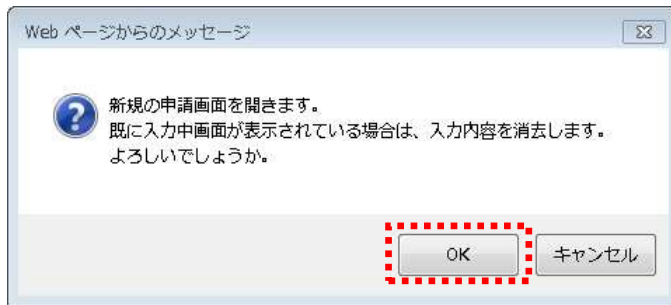 Web ページからのメッセージ
新規の申請画面を開きます。
既に入力中画面が表示されている場合は、入力内容を消去します。
よろしいでしょうか。
OK
キャンセル